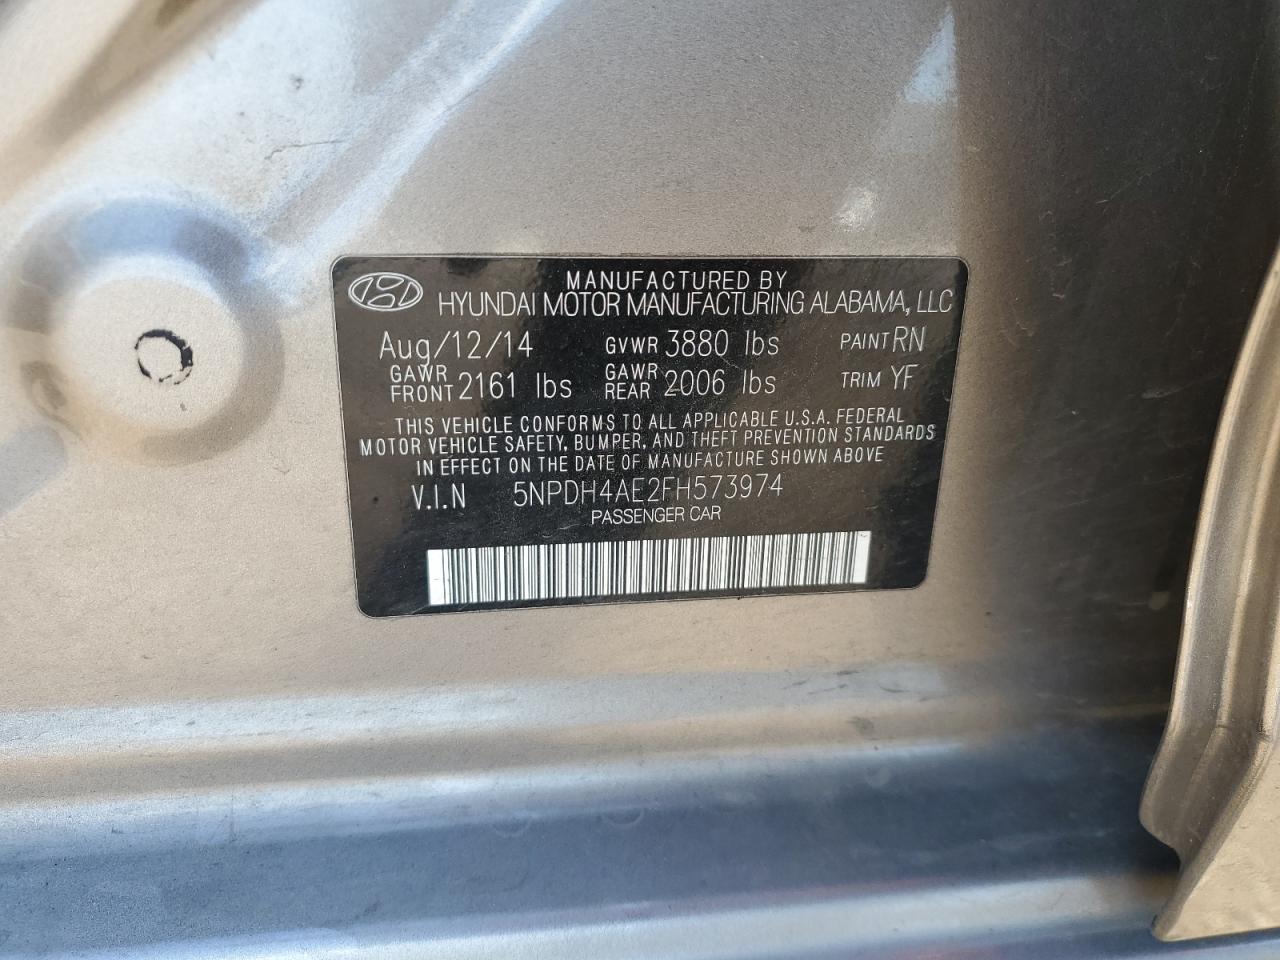 MANUFACTURED BY
HYUNDAI MOTOR MANUFACTURING ALABAMA, LLC
Aug/12/14 GVWR 3880 lbs PAINT RN
GAWR FRONT 2161 lbs GAWR REAR 2006 lbs TRIM YF
THIS VEHICLE CONFORMS TO ALL APPLICABLE U.S.A. FEDERAL
MOTOR VEHICLE SAFETY, BUMPER, AND THEFT PREVENTION STANDARDS
IN EFFECT ON THE DATE OF MANUFACTURE SHOWN ABOVE
V.I.N 5NPDH4AE2FH573974
PASSENGER CAR